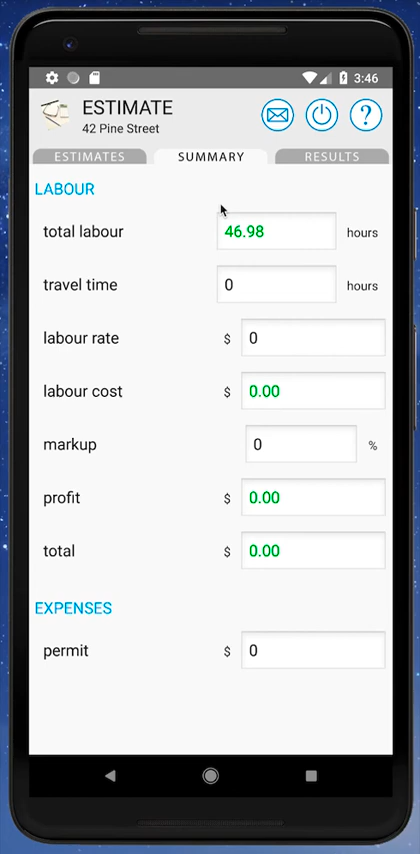 3:46
ESTIMATE
42 Pine Street
?
ESTIMATES SUMMARY RESULTS
LABOUR
total labour 46.98 hours
travel time 0 hours
labour rate $ 0
labour cost $ 0.00
markup 0 %
profit $ 0.00
total $ 0.00
EXPENSES
permit $ 0